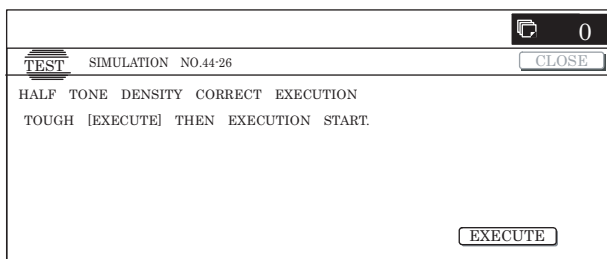 0
TEST SIMULATION NO.44-26 CLOSE
HALF TONE DENSITY CORRECT EXECUTION
TOUGH [EXECUTE] THEN EXECUTION START.
EXECUTE